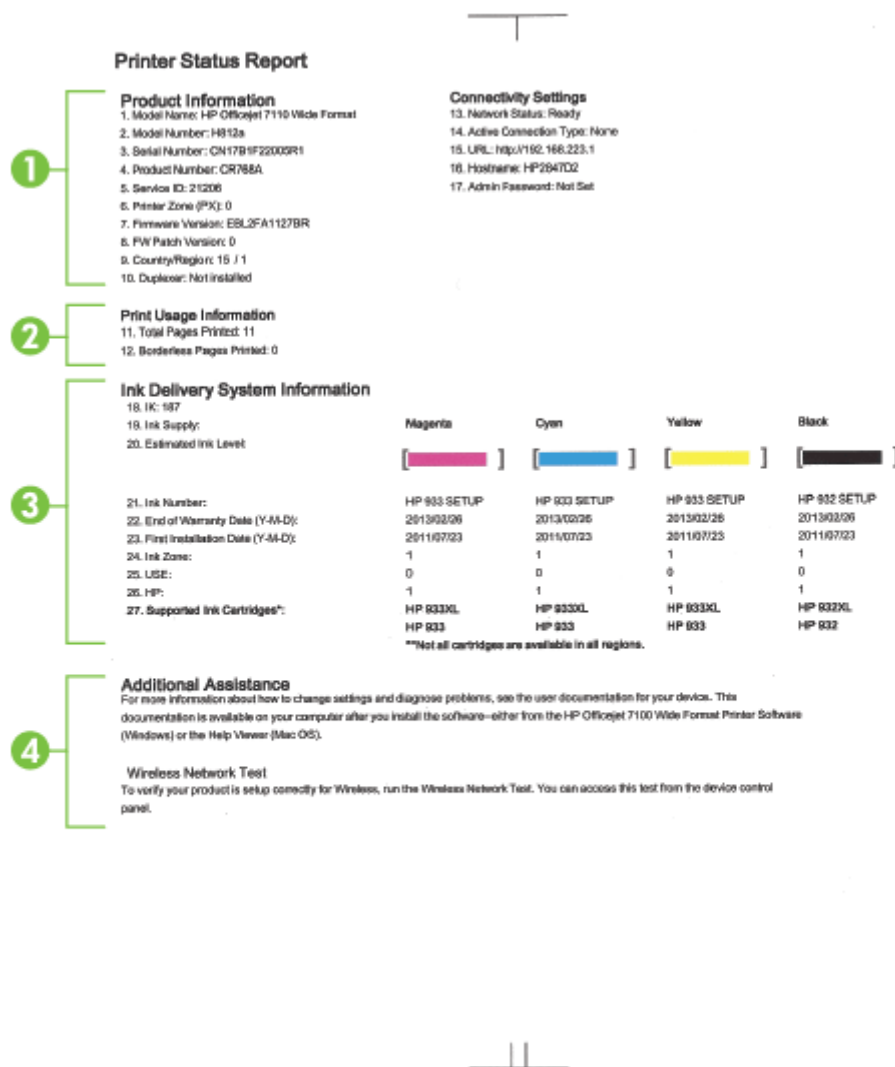 Printer Status Report
Product Information
1. Model Name: HP Officejet 7110 Wide Format
2. Model Number: H812a
3. Serial Number: CN17B1F22005R1
4. Product Number: CR768A
5. Service ID: 21206
6. Printer Zone (PX): 0
7. Firmware Version: EBL2FA1127BR
8. FW Patch Version: 0
9. Country/Region: 15 / 1
10. Duplexer: Not installed
Connectivity Settings
13. Network Status: Ready
14. Active Connection Type: None
15. URL: http://192.168.223.1
16. Hostname: HP2847D2
17. Admin Password: Not Set
1
Print Usage Information
11. Total Pages Printed: 11
12. Borderless Pages Printed: 0
2
Ink Delivery System Information
18. IK: 187
19. Ink Supply: Magenta Cyan Yellow Black
20. Estimated Ink Level:
[ ] [ ] [ ] [ ]
21. Ink Number: HP 933 SETUP HP 933 SETUP HP 933 SETUP HP 932 SETUP
22. End of Warranty Date (Y-M-D): 2013/02/26 2013/02/26 2013/02/26 2013/02/26
23. First Installation Date (Y-M-D): 2011/07/23 2011/07/23 2011/07/23 2011/07/23
24. Ink Zone: 1 1 1 1
25. USE: 0 0 0 0
26. HP: 1 1 1 1
27. Supported Ink Cartridges*: HP 933XL HP 933XL HP 933XL HP 932XL
HP 933 HP 933 HP 933 HP 932
**Not all cartridges are available in all regions.
3
Additional Assistance
For more information about how to change settings and diagnose problems, see the user documentation for your device. This
documentation is available on your computer after you install the software--either from the HP Officejet 7100 Wide Format Printer Software
(Windows) or the Help Viewer (Mac OS).
4
Wireless Network Test
To verify your product is setup correctly for Wireless, run the Wireless Network Test. You can access this test from the device control
panel.